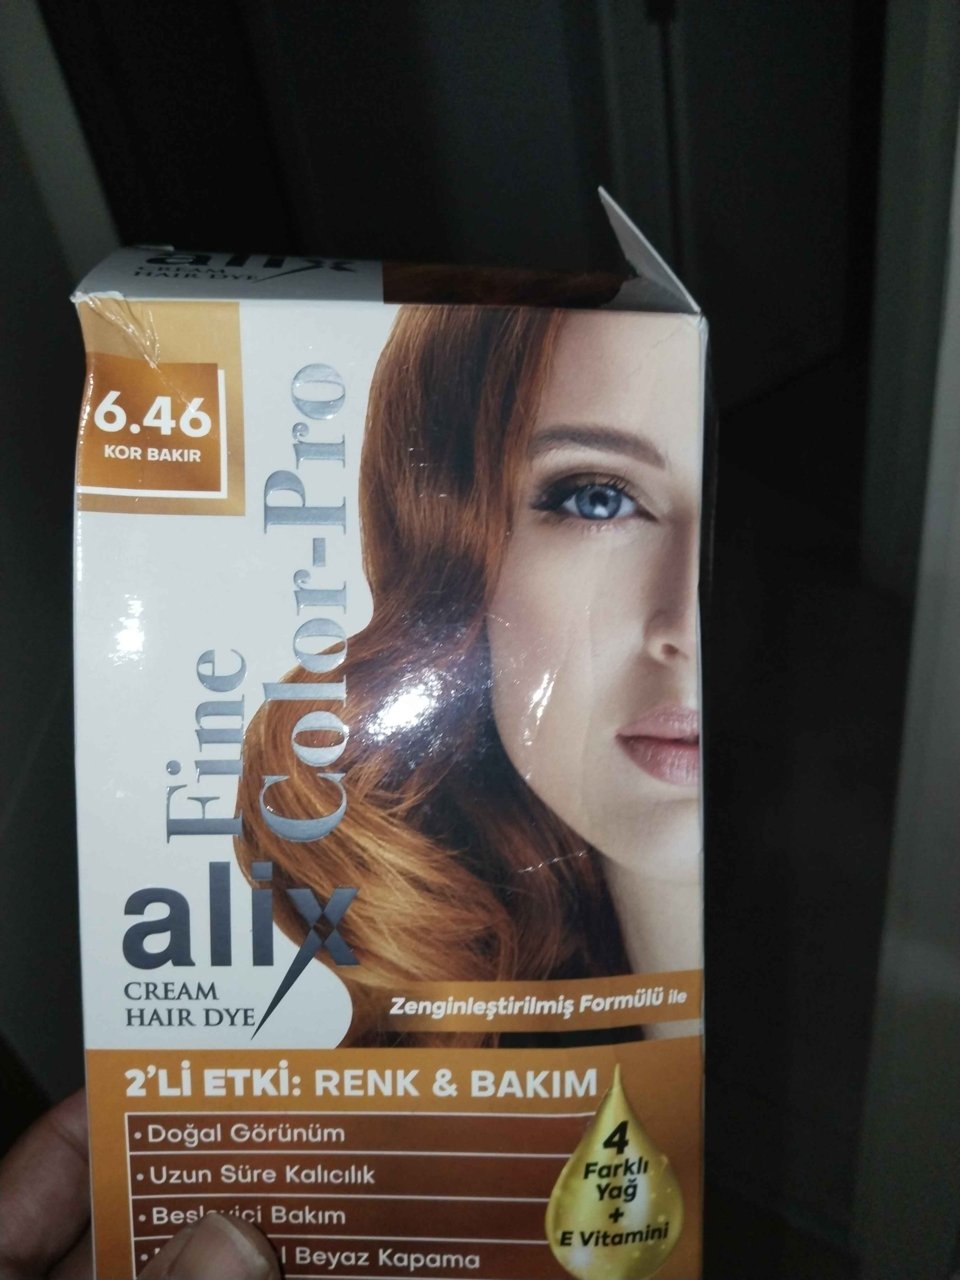 alix
CREAM
HAIR DYE
6.46
KOR BAKIR
Fine
Color-Pro
alix
CREAM
HAIR DYE
Zenginleştirilmiş Formülü ile
2'Lİ ETKİ: RENK & BAKIM
• Doğal Görünüm
• Uzun Süre Kalıcılık
• Besleyici Bakım
Beyaz Kapama
4
Farklı
Yağ
+
E Vitamini